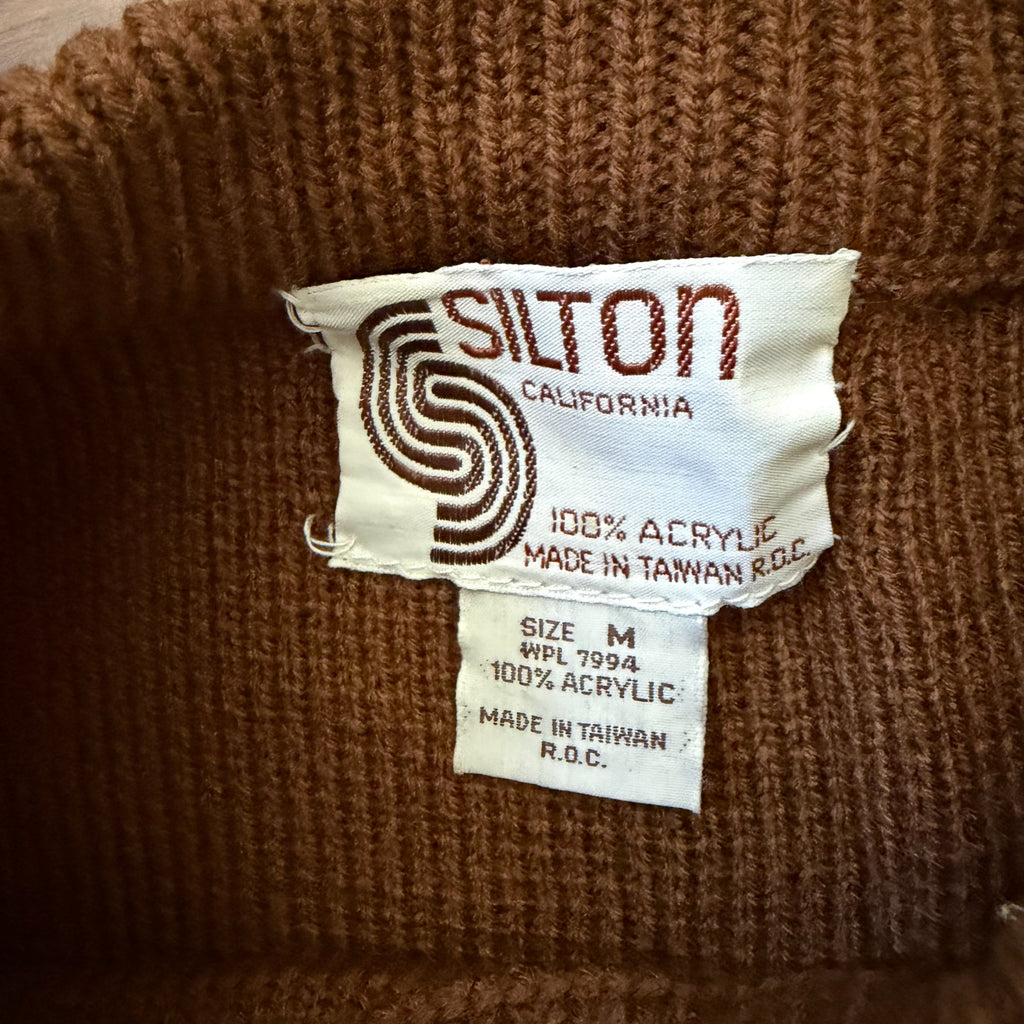 SILTON
CALIFORNIA
100% ACRYLIC
MADE IN TAIWAN R.O.C.
SIZE M
WPL 7994
100% ACRYLIC
MADE IN TAIWAN
R.O.C.